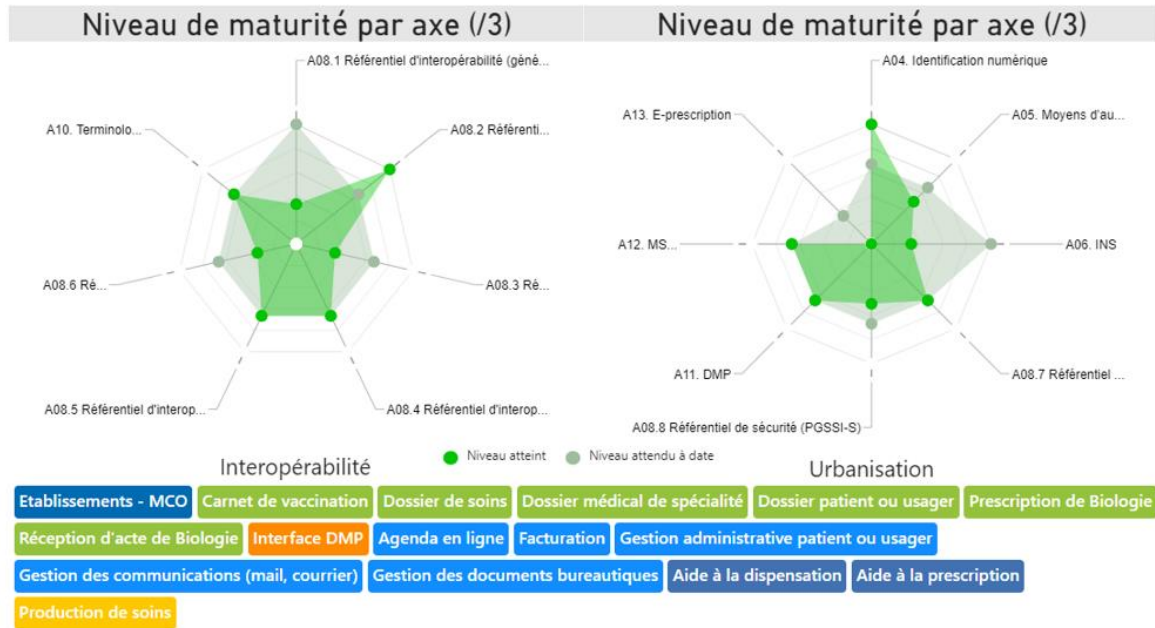 Niveau de maturité par axe (/3)
Niveau de maturité par axe (/3)
A08.1 Référentiel d'interopérabilité (géné...
A10. Terminolo...
A08.2 Référenti...
A08.6 Ré...
A08.3 Ré...
A08.5 Référentiel d'interop...
A08.4 Référentiel d'interop...
A04. Identification numérique
A13. E-prescription
A05. Moyens d'au...
A12. MS...
A06. INS
A11. DMP
A08.7 Référentiel ...
A08.8 Référentiel de sécurité (PGSSI-S)
Interopérabilité
Niveau atteint
Niveau attendu à date
Urbanisation
Etablissements - MCO
Carnet de vaccination
Dossier de soins
Dossier médical de spécialité
Dossier patient ou usager
Prescription de Biologie
Réception d'acte de Biologie
Interface DMP
Agenda en ligne
Facturation
Gestion administrative patient ou usager
Gestion des communications (mail, courrier)
Gestion des documents bureautiques
Aide à la dispensation
Aide à la prescription
Production de soins